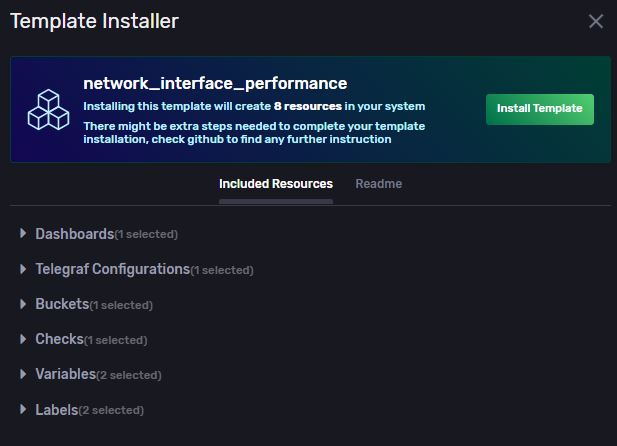 Template Installer
network_interface_performance
Installing this template will create 8 resources in your system
There might be extra steps needed to complete your template
installation, check github to find any further instruction
Install Template
Included Resources
Readme
Dashboards(1 selected)
Telegraf Configurations(1 selected)
Buckets(1 selected)
Checks(1 selected)
Variables(2 selected)
Labels(2 selected)